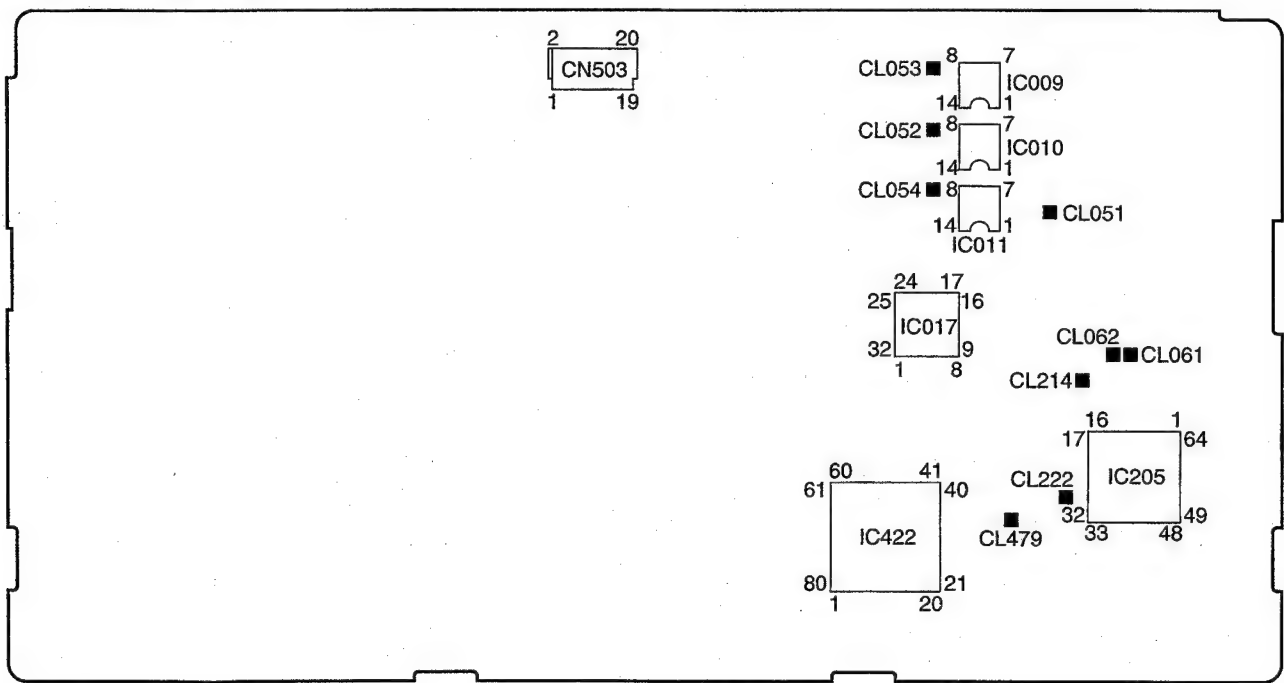 2 20
CN503
1 19
CL053 8 7
IC009
14 1
CL052 8 7
IC010
14 1
CL054 8 7
CL051
14 1
IC011
24 17
25 16
IC017
32 9
1 8
CL062
CL061
CL214
16 1
17 64
IC205
CL222
32 49
33 48
60 41
61 40
IC422
CL479
80 21
1 20